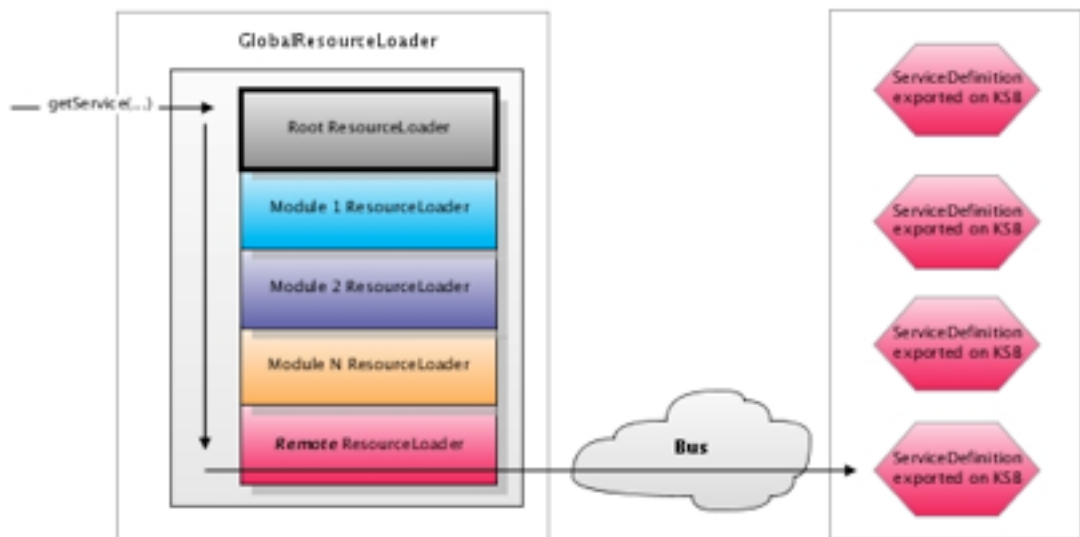 GlobalResourceLoader
getService(...)
Root ResourceLoader
Module 1 ResourceLoader
Module 2 ResourceLoader
Module N ResourceLoader
Remote ResourceLoader
Bus
ServiceDefinition
exported on KSB
ServiceDefinition
exported on KSB
ServiceDefinition
exported on KSB
ServiceDefinition
exported on KSB